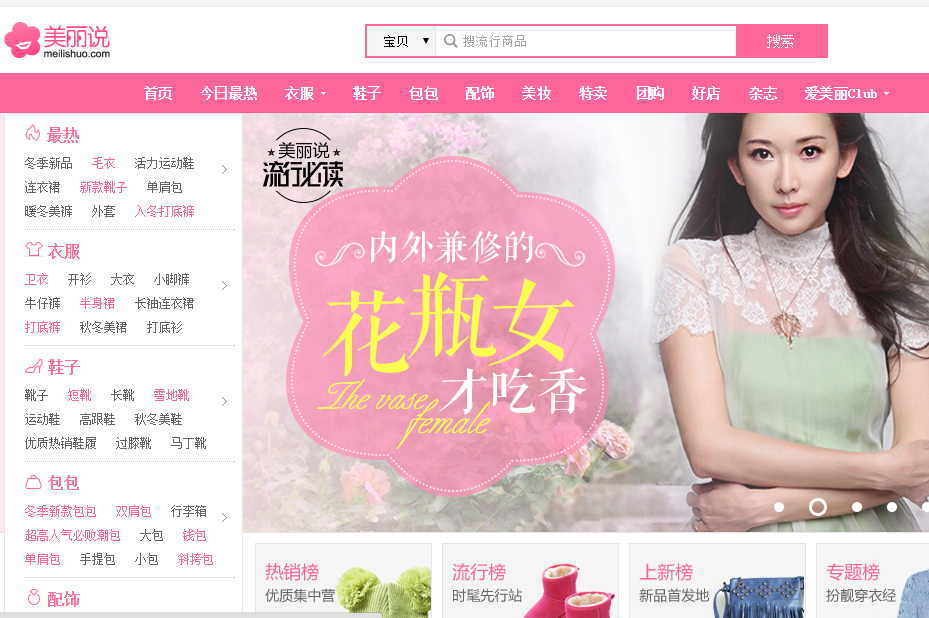 美丽说
meilishuo.com
宝贝 搜流行商品 搜索
首页 今日最热 衣服 鞋子 包包 配饰 美妆 特卖 团购 好店 杂志 爱美丽Club
最热
冬季新品 毛衣 活力运动鞋
连衣裙 新款靴子 单肩包
暖冬美裤 外套 入冬打底裤
衣服
卫衣 开衫 大衣 小脚裤
牛仔裤 半身裙 长袖连衣裙
打底裤 秋冬美裙 打底衫
鞋子
靴子 短靴 长靴 雪地靴
运动鞋 高跟鞋 秋冬美鞋
优质热销鞋履 过膝靴 马丁靴
包包
冬季新款包包 双肩包 行李箱
超高人气必败潮包 大包 钱包
单肩包 手提包 小包 斜挎包
配饰
美丽说
流行必读
内外兼修的
花瓶女
才吃香
The vase
female
热销榜
优质集中营
流行榜
时髦先行站
上新榜
新品首发地
专题榜
扮靓穿衣经